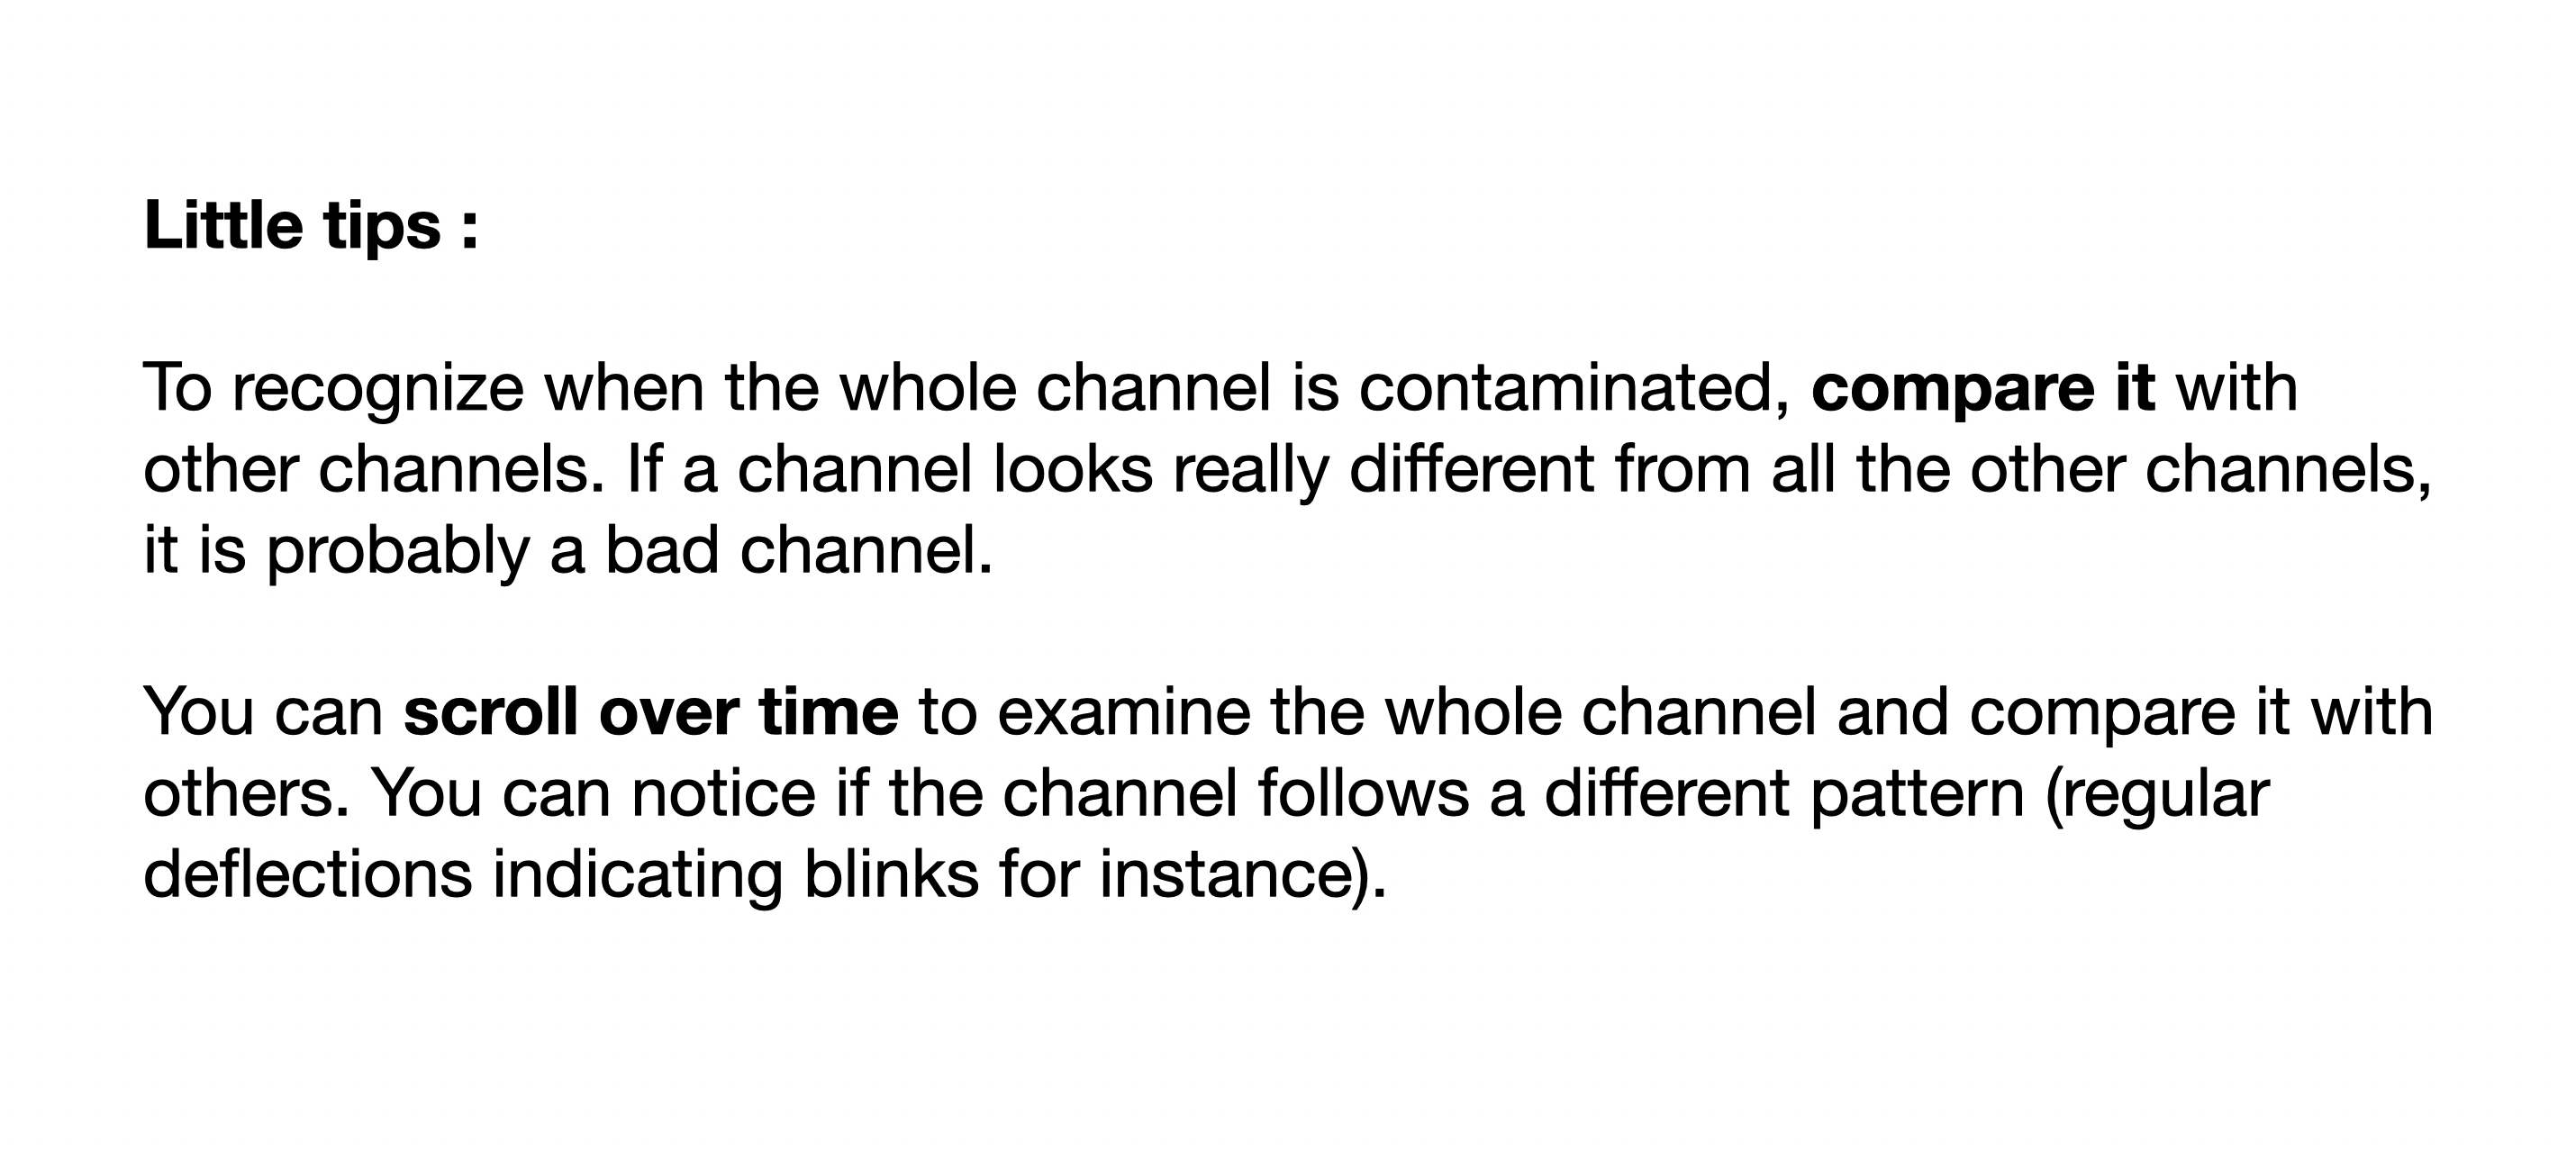 Little tips :
To recognize when the whole channel is contaminated, compare it with
other channels. If a channel looks really different from all the other channels,
it is probably a bad channel.
You can scroll over time to examine the whole channel and compare it with
others. You can notice if the channel follows a different pattern (regular
deflections indicating blinks for instance).